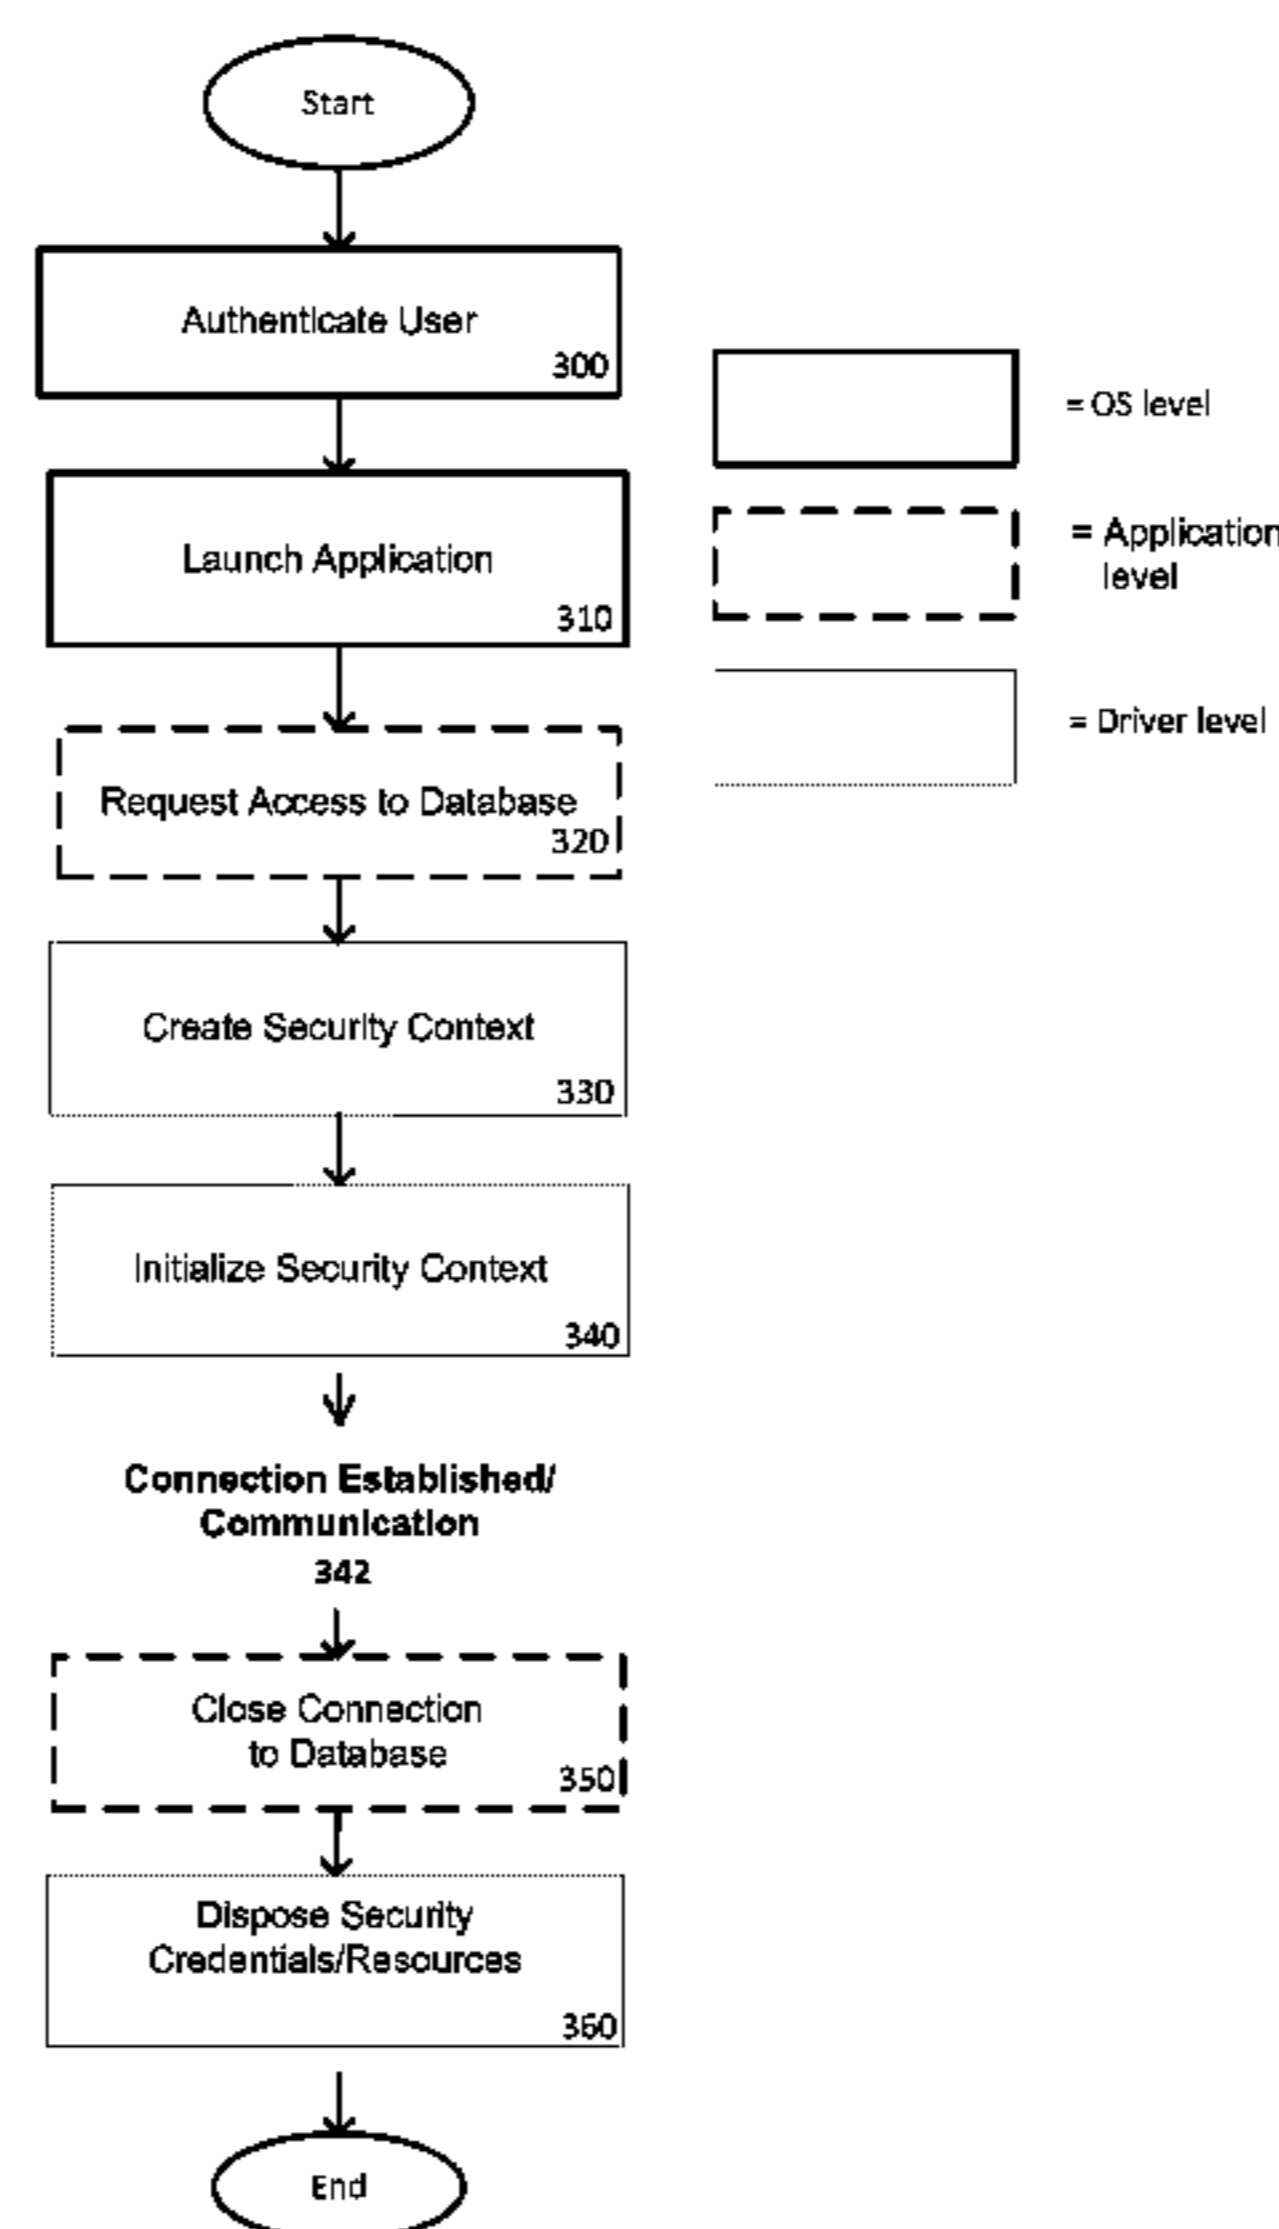 Start
Authenticate User
300
Launch Application
310
Request Access to Database
320
Create Security Context
330
Initialize Security Context
340
Connection Established/
Communication
342
Close Connection
to Database
350
Dispose Security
Credentials/Resources
360
End
= OS level
= Application
level
= Driver level